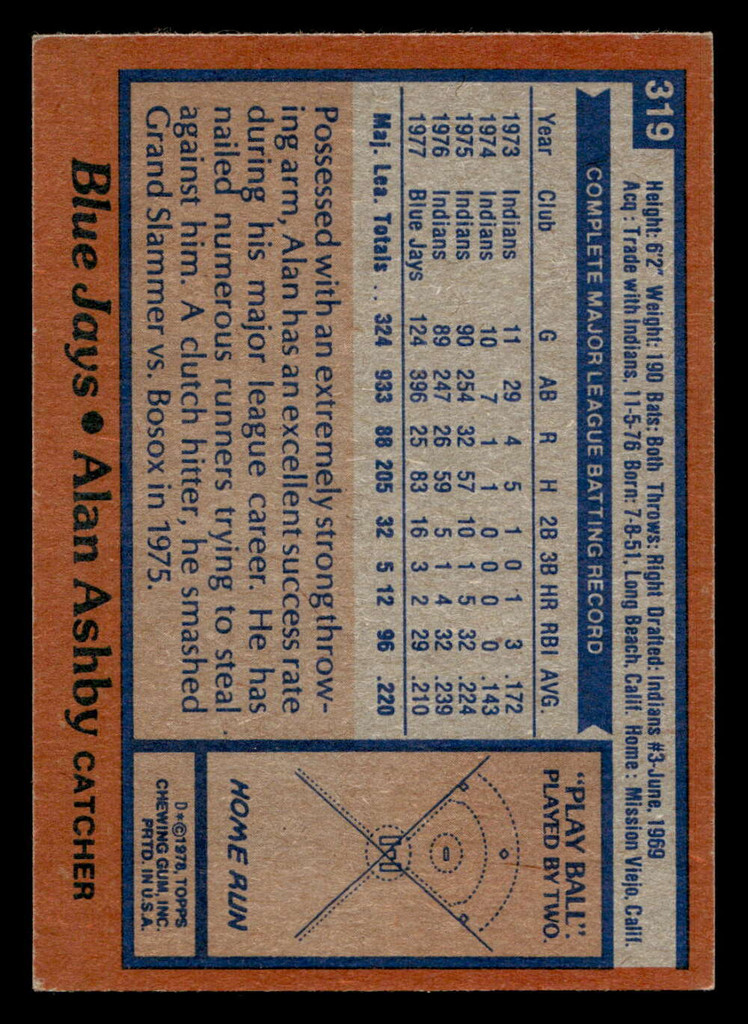 319
Height: 6'2" Weight: 190 Bats: Both Throws: Right Drafted: Indians #3-June, 1969
Acq: Trade with Indians, 11-5-76 Born: 7-8-51, Long Beach, Calif. Home: Mission Viejo, Calif.
COMPLETE MAJOR LEAGUE BATTING RECORD
Year Club G AB R H 2B 3B HR RBI AVG.
1973 Indians 11 29 4 5 1 0 1 3 .172
1974 Indians 10 7 1 1 0 0 0 0 .143
1975 Indians 90 254 32 57 10 1 5 32 .224
1976 Indians 89 247 26 59 5 1 4 32 .239
1977 Blue Jays 124 396 25 83 16 3 2 29 .210
Maj. Lea. Totals .. 324 933 88 205 32 5 12 96 .220
Possessed with an extremely strong throw-
ing arm, Alan has an excellent success rate
during his major league career. He has
nailed numerous runners trying to steal
against him. A clutch hitter, he smashed
Grand Slammer vs. Bosox in 1975.
"PLAY BALL":
PLAYED BY TWO.
HOME RUN
D*©1978, TOPPS
CHEWING GUM, INC.
PRTD. IN U.S.A.
Blue Jays • Alan Ashby CATCHER